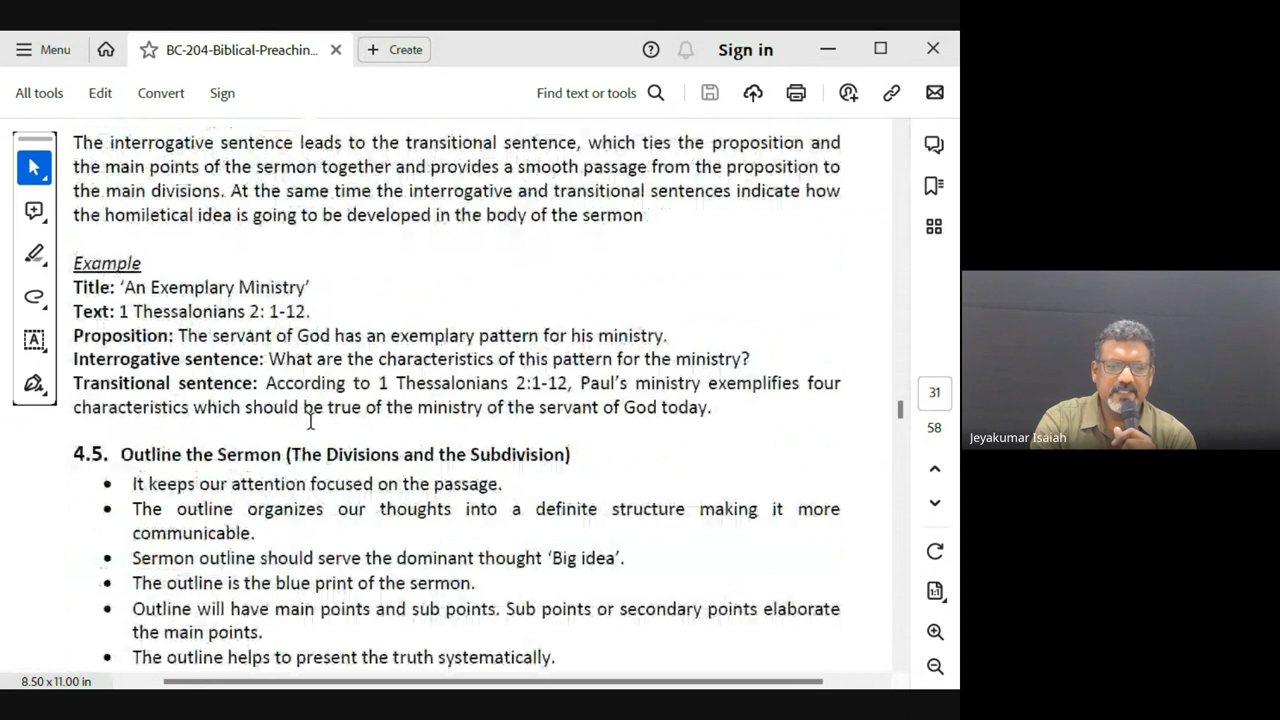 Menu
BC-204-Biblical-Preachin...
Create
Sign in
All tools
Edit
Convert
Sign
Find text or tools
The interrogative sentence leads to the transitional sentence, which ties the proposition and
the main points of the sermon together and provides a smooth passage from the proposition to
the main divisions. At the same time the interrogative and transitional sentences indicate how
the homiletical idea is going to be developed in the body of the sermon
Example
Title: ‘An Exemplary Ministry’
Text: 1 Thessalonians 2: 1-12.
Proposition: The servant of God has an exemplary pattern for his ministry.
Interrogative sentence: What are the characteristics of this pattern for the ministry?
Transitional sentence: According to 1 Thessalonians 2:1-12, Paul’s ministry exemplifies four
characteristics which should be true of the ministry of the servant of God today.
4.5. Outline the Sermon (The Divisions and the Subdivision)
• It keeps our attention focused on the passage.
• The outline organizes our thoughts into a definite structure making it more
communicable.
• Sermon outline should serve the dominant thought ‘Big idea’.
• The outline is the blue print of the sermon.
• Outline will have main points and sub points. Sub points or secondary points elaborate
the main points.
• The outline helps to present the truth systematically.
8.50 x 11.00 in
31
58
1:1
Jeyakumar Isaiah